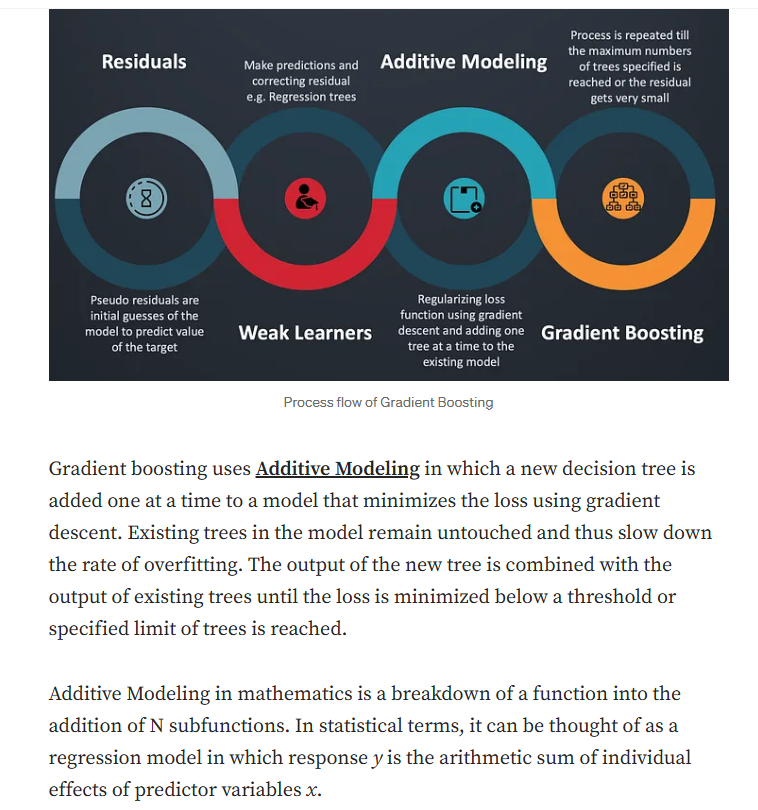 Residuals
Make predictions and
correcting residual
e.g. Regression trees
Additive Modeling
Process is repeated till
the maximum numbers
of trees specified is
reached or the residual
gets very small
Pseudo residuals are
initial guesses of the
model to predict value
of the target
Weak Learners
Regularizing loss
function using gradient
descent and adding one
tree at a time to the
existing model
Gradient Boosting
Process flow of Gradient Boosting
Gradient boosting uses Additive Modeling in which a new decision tree is
added one at a time to a model that minimizes the loss using gradient
descent. Existing trees in the model remain untouched and thus slow down
the rate of overfitting. The output of the new tree is combined with the
output of existing trees until the loss is minimized below a threshold or
specified limit of trees is reached.
Additive Modeling in mathematics is a breakdown of a function into the
addition of N subfunctions. In statistical terms, it can be thought of as a
regression model in which response y is the arithmetic sum of individual
effects of predictor variables x.